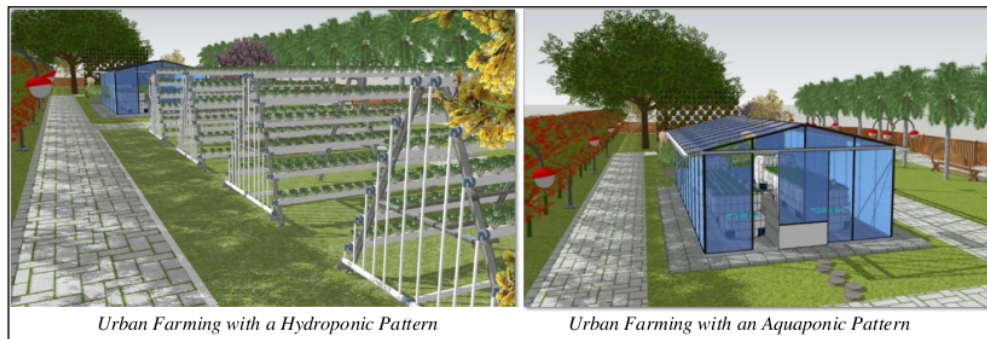 Urban Farming with a Hydroponic Pattern
Urban Farming with an Aquaponic Pattern